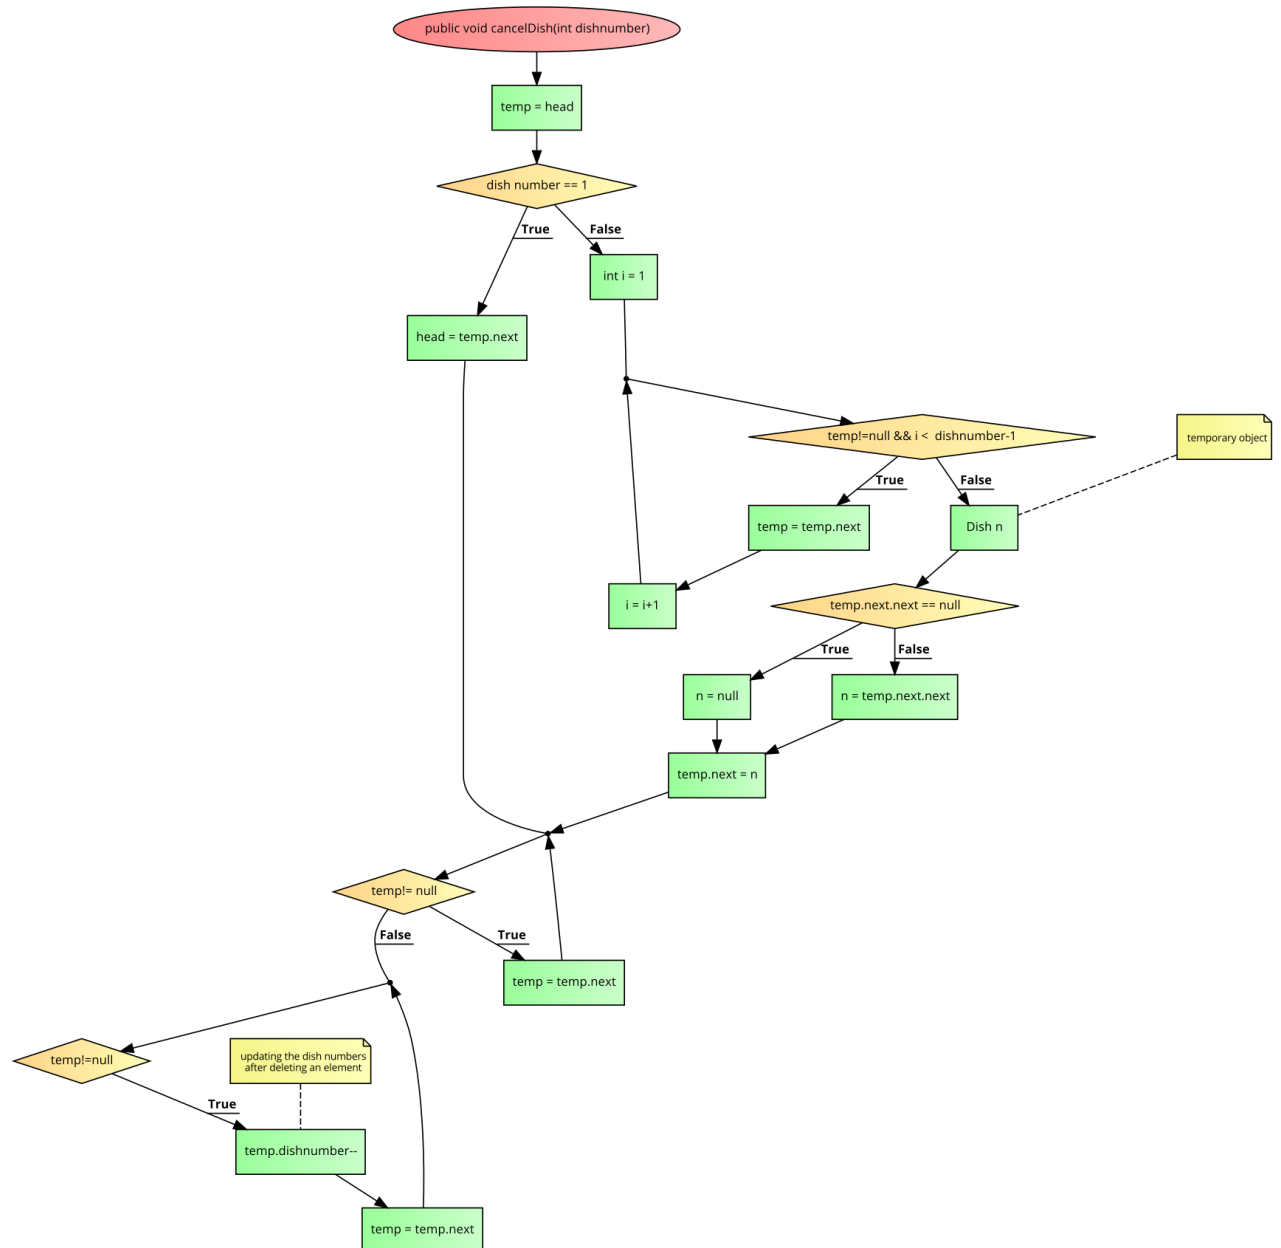 public void cancelDish(int dishnumber)
temp = head
dish number == 1
True
False
int i = 1
head = temp.next
temp!=null && i <  dishnumber-1
temporary object
True
False
temp = temp.next
Dish n
i = i+1
temp.next.next == null
True
False
n = null
n = temp.next.next
temp.next = n
temp!= null
False
True
temp = temp.next
temp!=null
updating the dish numbers
after deleting an element
True
temp.dishnumber--
temp = temp.next